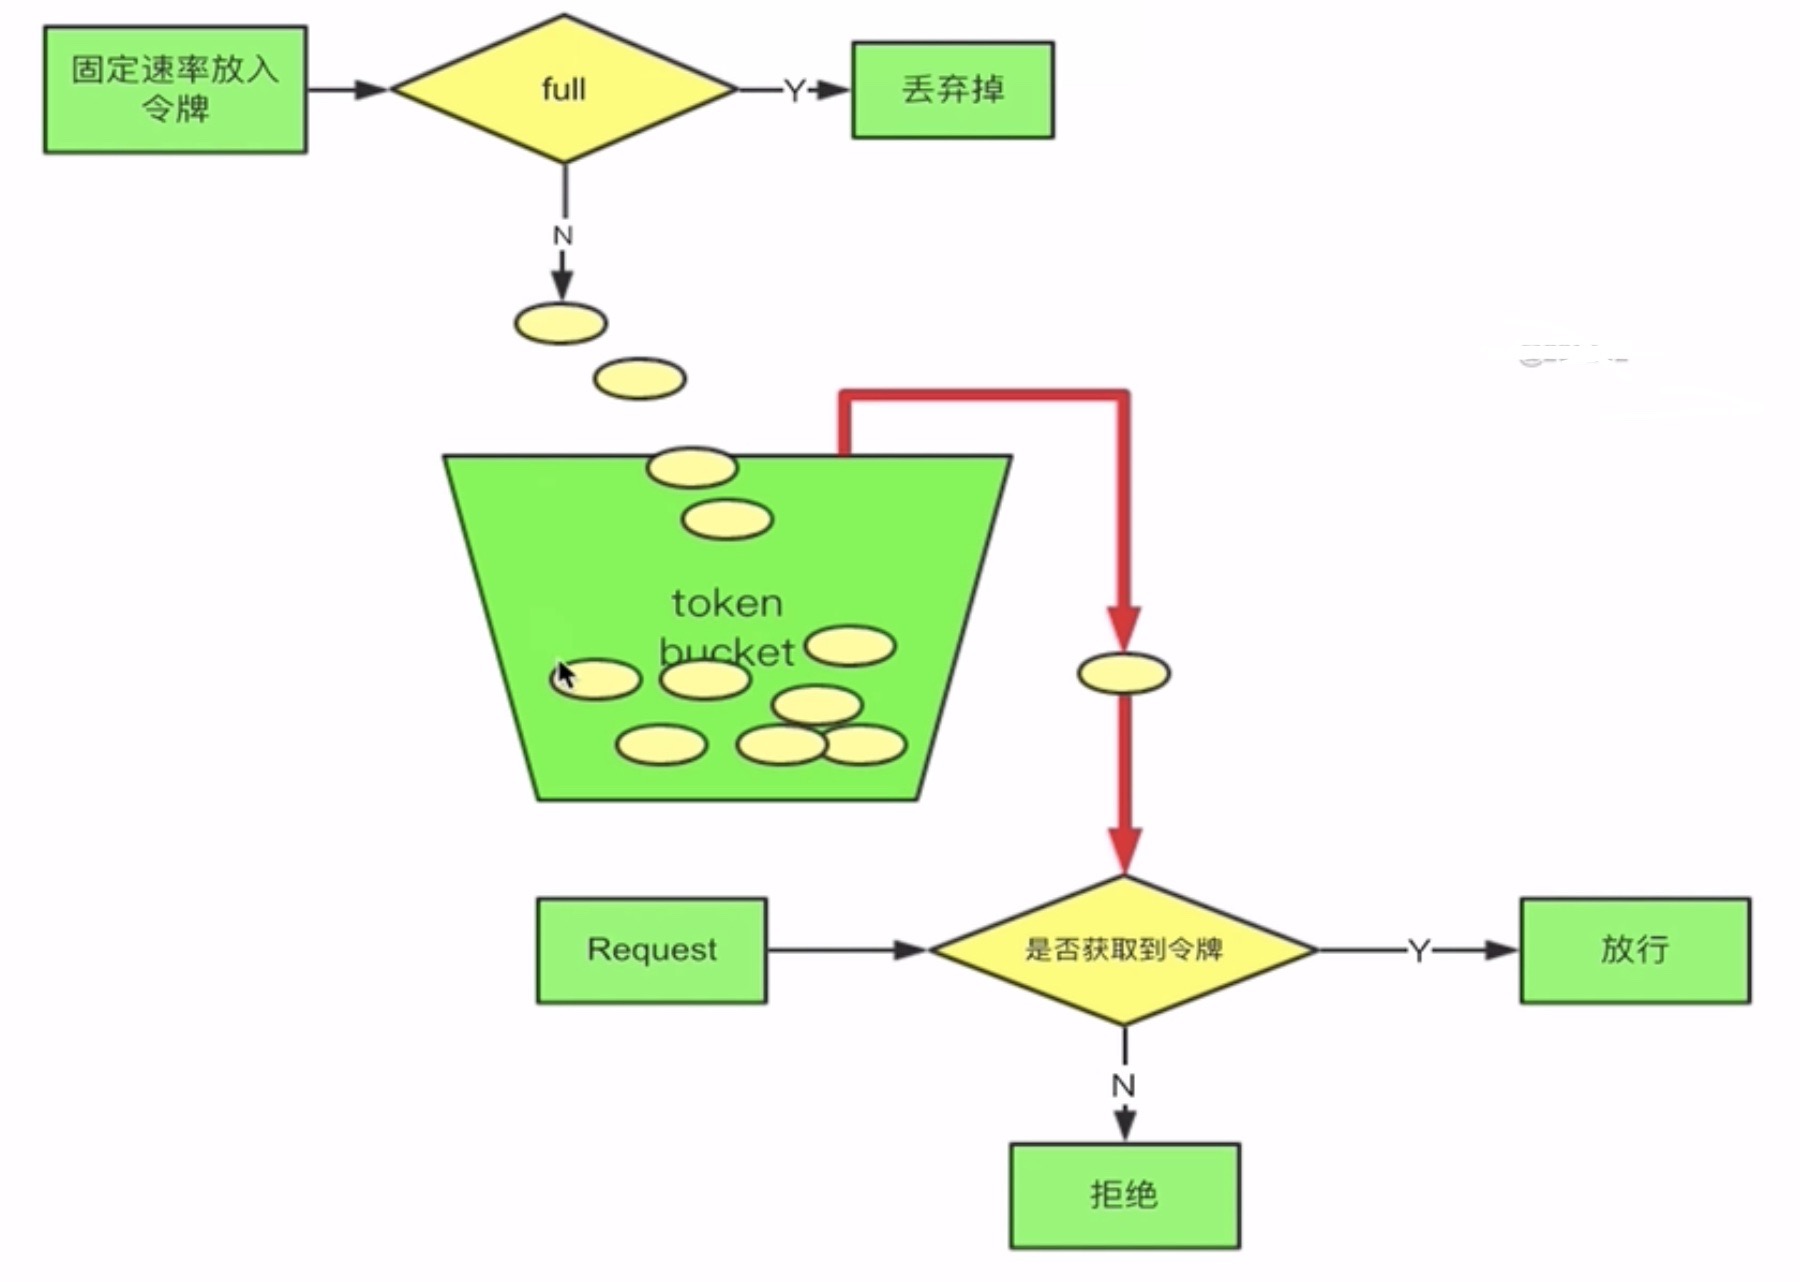 固定速率放入
令牌
full
Y
丢弃掉
N
token
bucket
Request
是否获取到令牌
Y
放行
N
拒绝